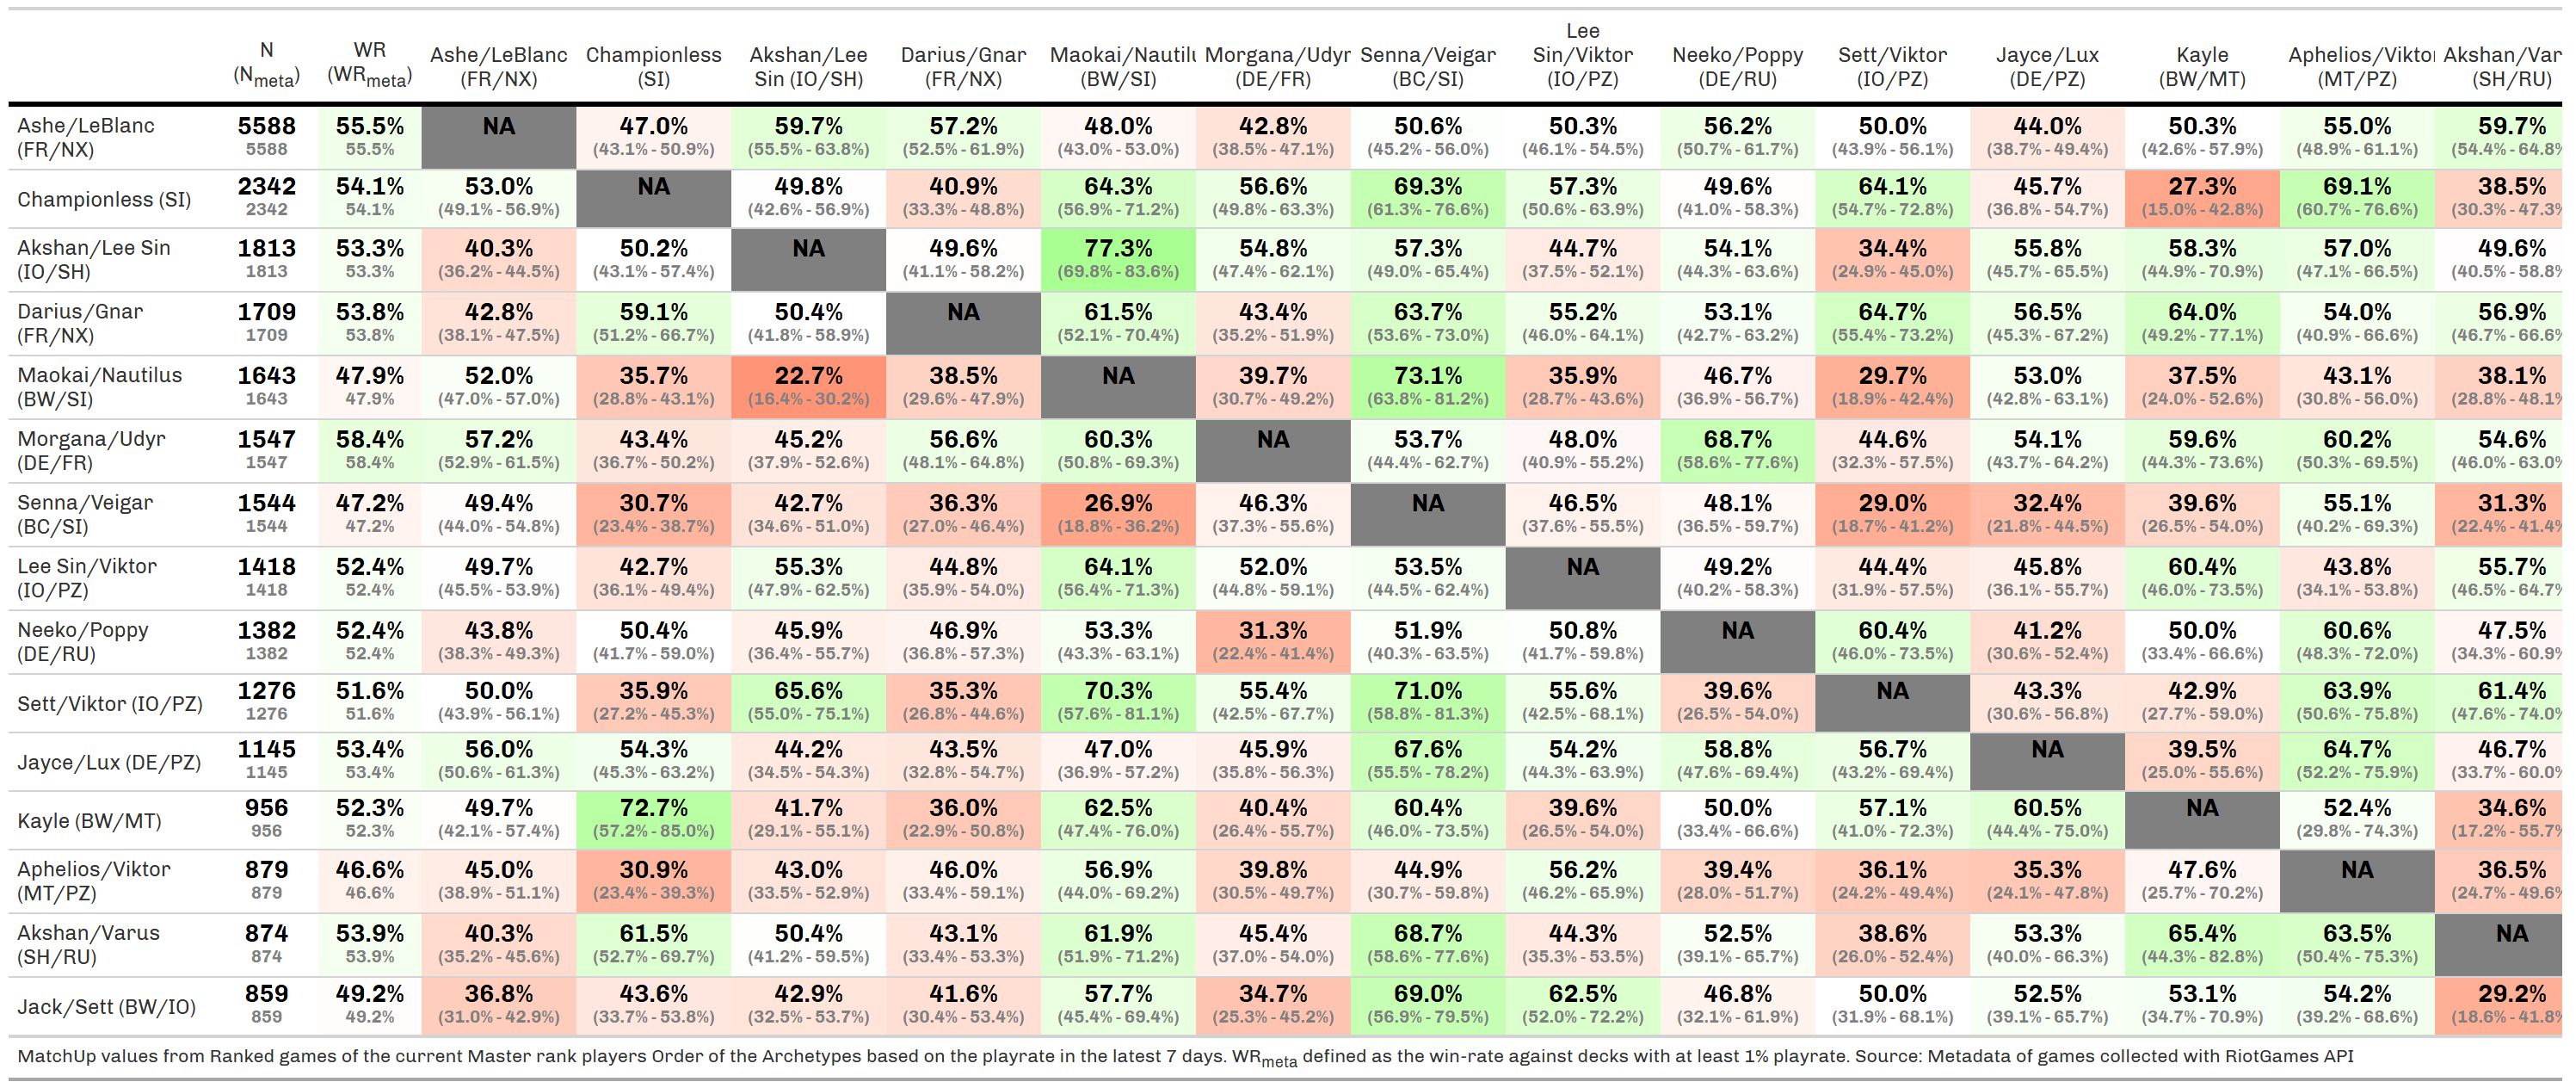 N (Nmeta) WR (WRmeta) Ashe/LeBlanc (FR/NX) Championless (SI) Akshan/Lee Sin (IO/SH) Darius/Gnar (FR/NX) Maokai/Nautilu (BW/SI) Morgana/Udyr (DE/FR) Senna/Veigar (BC/SI) Lee Sin/Viktor (IO/PZ) Neeko/Poppy (DE/RU) Sett/Viktor (IO/PZ) Jayce/Lux (DE/PZ) Kayle (BW/MT) Aphelios/Viktor (MT/PZ) Akshan/Var (SH/RU)
Ashe/LeBlanc 5588 55.5% NA 47.0% 59.7% 57.2% 48.0% 42.8% 50.6% 50.3% 56.2% 50.0% 44.0% 50.3% 55.0% 59.7%
(FR/NX) 5588 55.5% (43.1% - 50.9%) (55.5% - 63.8%) (52.5% - 61.9%) (43.0% - 53.0%) (38.5% - 47.1%) (45.2% - 56.0%) (46.1% - 54.5%) (50.7% - 61.7%) (43.9% - 56.1%) (38.7% - 49.4%) (42.6% - 57.9%) (48.9% - 61.1%) (54.4% - 64.8%
Championless (SI) 2342 54.1% 53.0% NA 49.8% 40.9% 64.3% 56.6% 69.3% 57.3% 49.6% 64.1% 45.7% 27.3% 69.1% 38.5%
2342 54.1% (49.1% - 56.9%) (42.6% - 56.9%) (33.3% - 48.8%) (56.9% - 71.2%) (49.8% - 63.3%) (61.3% - 76.6%) (50.6% - 63.9%) (41.0% - 58.3%) (54.7% - 72.8%) (36.8% - 54.7%) (15.0% - 42.8%) (60.7% - 76.6%) (30.3% - 47.3%
Akshan/Lee Sin 1813 53.3% 40.3% 50.2% NA 49.6% 77.3% 54.8% 57.3% 44.7% 54.1% 34.4% 55.8% 58.3% 57.0% 49.6%
(IO/SH) 1813 53.3% (36.2% - 44.5%) (43.1% - 57.4%) (41.1% - 58.2%) (69.8% - 83.6%) (47.4% - 62.1%) (49.0% - 65.4%) (37.5% - 52.1%) (44.3% - 63.6%) (24.9% - 45.0%) (45.7% - 65.5%) (44.9% - 70.9%) (47.1% - 66.5%) (40.5% - 58.8%
Darius/Gnar 1709 53.8% 42.8% 59.1% 50.4% NA 61.5% 43.4% 63.7% 55.2% 53.1% 64.7% 56.5% 64.0% 54.0% 56.9%
(FR/NX) 1709 53.8% (38.1% - 47.5%) (51.2% - 66.7%) (41.8% - 58.9%) (52.1% - 70.4%) (35.2% - 51.9%) (53.6% - 73.0%) (46.0% - 64.1%) (42.7% - 63.2%) (55.4% - 73.2%) (45.3% - 67.2%) (49.2% - 77.1%) (40.9% - 66.6%) (46.7% - 66.6%
Maokai/Nautilus 1643 47.9% 52.0% 35.7% 22.7% 38.5% NA 39.7% 73.1% 35.9% 46.7% 29.7% 53.0% 37.5% 43.1% 38.1%
(BW/SI) 1643 47.9% (47.0% - 57.0%) (28.8% - 43.1%) (16.4% - 30.2%) (29.6% - 47.9%) (30.7% - 49.2%) (63.8% - 81.2%) (28.7% - 43.6%) (36.9% - 56.7%) (18.9% - 42.4%) (42.8% - 63.1%) (24.0% - 52.6%) (30.8% - 56.0%) (28.8% - 48.1%
Morgana/Udyr 1547 58.4% 57.2% 43.4% 45.2% 56.6% 60.3% NA 53.7% 48.0% 68.7% 44.6% 54.1% 59.6% 60.2% 54.6%
(DE/FR) 1547 58.4% (52.9% - 61.5%) (36.7% - 50.2%) (37.9% - 52.6%) (48.1% - 64.8%) (50.8% - 69.3%) (44.4% - 62.7%) (40.9% - 55.2%) (58.6% - 77.6%) (32.3% - 57.5%) (43.7% - 64.2%) (44.3% - 73.6%) (50.3% - 69.5%) (46.0% - 63.0%
Senna/Veigar 1544 47.2% 49.4% 30.7% 42.7% 36.3% 26.9% 46.3% NA 46.5% 48.1% 29.0% 32.4% 39.6% 55.1% 31.3%
(BC/SI) 1544 47.2% (44.0% - 54.8%) (23.4% - 38.7%) (34.6% - 51.0%) (27.0% - 46.4%) (18.8% - 36.2%) (37.3% - 55.6%) (37.6% - 55.5%) (36.5% - 59.7%) (18.7% - 41.2%) (21.8% - 44.5%) (26.5% - 54.0%) (40.2% - 69.3%) (22.4% - 41.4%
Lee Sin/Viktor 1418 52.4% 49.7% 42.7% 55.3% 44.8% 64.1% 52.0% 53.5% NA 49.2% 44.4% 45.8% 60.4% 43.8% 55.7%
(IO/PZ) 1418 52.4% (45.5% - 53.9%) (36.1% - 49.4%) (47.9% - 62.5%) (35.9% - 54.0%) (56.4% - 71.3%) (44.8% - 59.1%) (44.5% - 62.4%) (40.2% - 58.3%) (31.9% - 57.5%) (36.1% - 55.7%) (46.0% - 73.5%) (34.1% - 53.8%) (46.5% - 64.7%
Neeko/Poppy 1382 52.4% 43.8% 50.4% 45.9% 46.9% 53.3% 31.3% 51.9% 50.8% NA 60.4% 41.2% 50.0% 60.6% 47.5%
(DE/RU) 1382 52.4% (38.3% - 49.3%) (41.7% - 59.0%) (36.4% - 55.7%) (36.8% - 57.3%) (43.3% - 63.1%) (22.4% - 41.4%) (40.3% - 63.5%) (41.7% - 59.8%) (46.0% - 73.5%) (30.6% - 52.4%) (33.4% - 66.6%) (48.3% - 72.0%) (34.3% - 60.9%
Sett/Viktor (IO/PZ) 1276 51.6% 50.0% 35.9% 65.6% 35.3% 70.3% 55.4% 71.0% 55.6% 39.6% NA 43.3% 42.9% 63.9% 61.4%
1276 51.6% (43.9% - 56.1%) (27.2% - 45.3%) (55.0% - 75.1%) (26.8% - 44.6%) (57.6% - 81.1%) (42.5% - 67.7%) (58.8% - 81.3%) (42.5% - 68.1%) (26.5% - 54.0%) (30.6% - 56.8%) (27.7% - 59.0%) (50.6% - 75.8%) (47.6% - 74.0%
Jayce/Lux (DE/PZ) 1145 53.4% 56.0% 54.3% 44.2% 43.5% 47.0% 45.9% 67.6% 54.2% 58.8% 56.7% NA 39.5% 64.7% 46.7%
1145 53.4% (50.6% - 61.3%) (45.3% - 63.2%) (34.5% - 54.3%) (32.8% - 54.7%) (36.9% - 57.2%) (35.8% - 56.3%) (55.5% - 78.2%) (44.3% - 63.9%) (47.6% - 69.4%) (43.2% - 69.4%) (25.0% - 55.6%) (52.2% - 75.9%) (33.7% - 60.0%
Kayle (BW/MT) 956 52.3% 49.7% 72.7% 41.7% 36.0% 62.5% 40.4% 60.4% 39.6% 50.0% 57.1% 60.5% NA 52.4% 34.6%
956 52.3% (42.1% - 57.4%) (57.2% - 85.0%) (29.1% - 55.1%) (22.9% - 50.8%) (47.4% - 76.0%) (26.4% - 55.7%) (46.0% - 73.5%) (26.5% - 54.0%) (33.4% - 66.6%) (41.0% - 72.3%) (44.4% - 75.0%) (29.8% - 74.3%) (17.2% - 55.7%
Aphelios/Viktor 879 46.6% 45.0% 30.9% 43.0% 46.0% 56.9% 39.8% 44.9% 56.2% 39.4% 36.1% 35.3% 47.6% NA 36.5%
(MT/PZ) 879 46.6% (38.9% - 51.1%) (23.4% - 39.3%) (33.5% - 52.9%) (33.4% - 59.1%) (44.0% - 69.2%) (30.5% - 49.7%) (30.7% - 59.8%) (46.2% - 65.9%) (28.0% - 51.7%) (24.2% - 49.4%) (24.1% - 47.8%) (25.7% - 70.2%) (24.7% - 49.6%
Akshan/Varus 874 53.9% 40.3% 61.5% 50.4% 43.1% 61.9% 45.4% 68.7% 44.3% 52.5% 38.6% 53.3% 65.4% 63.5% NA
(SH/RU) 874 53.9% (35.2% - 45.6%) (52.7% - 69.7%) (41.2% - 59.5%) (33.4% - 53.3%) (51.9% - 71.2%) (37.0% - 54.0%) (58.6% - 77.6%) (35.3% - 53.5%) (39.1% - 65.7%) (26.0% - 52.4%) (40.0% - 66.3%) (44.3% - 82.8%) (50.4% - 75.3%)
Jack/Sett (BW/IO) 859 49.2% 36.8% 43.6% 42.9% 41.6% 57.7% 34.7% 69.0% 62.5% 46.8% 50.0% 52.5% 53.1% 54.2% 29.2%
859 49.2% (31.0% - 42.9%) (33.7% - 53.8%) (32.5% - 53.7%) (30.4% - 53.4%) (45.4% - 69.4%) (25.3% - 45.2%) (56.9% - 79.5%) (52.0% - 72.2%) (32.1% - 61.9%) (31.9% - 68.1%) (39.1% - 65.7%) (34.7% - 70.9%) (39.2% - 68.6%) (18.6% - 41.8%
MatchUp values from Ranked games of the current Master rank players Order of the Archetypes based on the playrate in the latest 7 days. WRmeta defined as the win-rate against decks with at least 1% playrate. Source: Metadata of games collected with RiotGames API